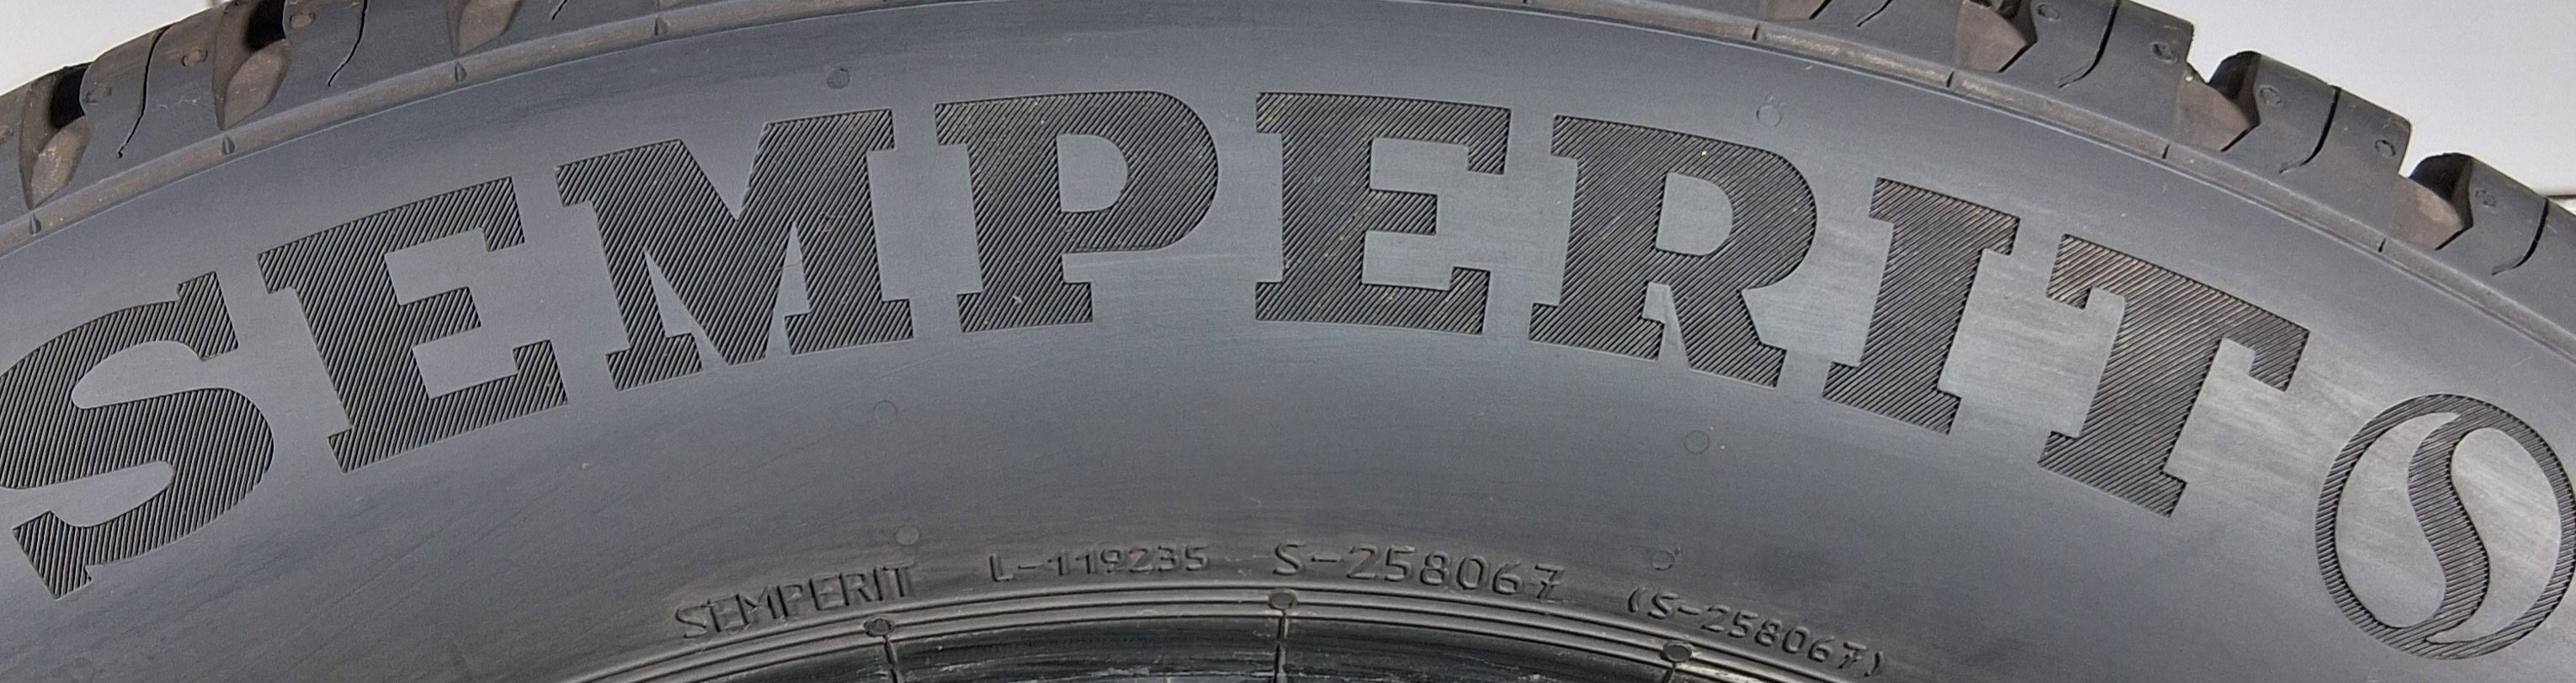 SEMPERIT
SEMPERIT L-119235 S-258067 (S-258067)